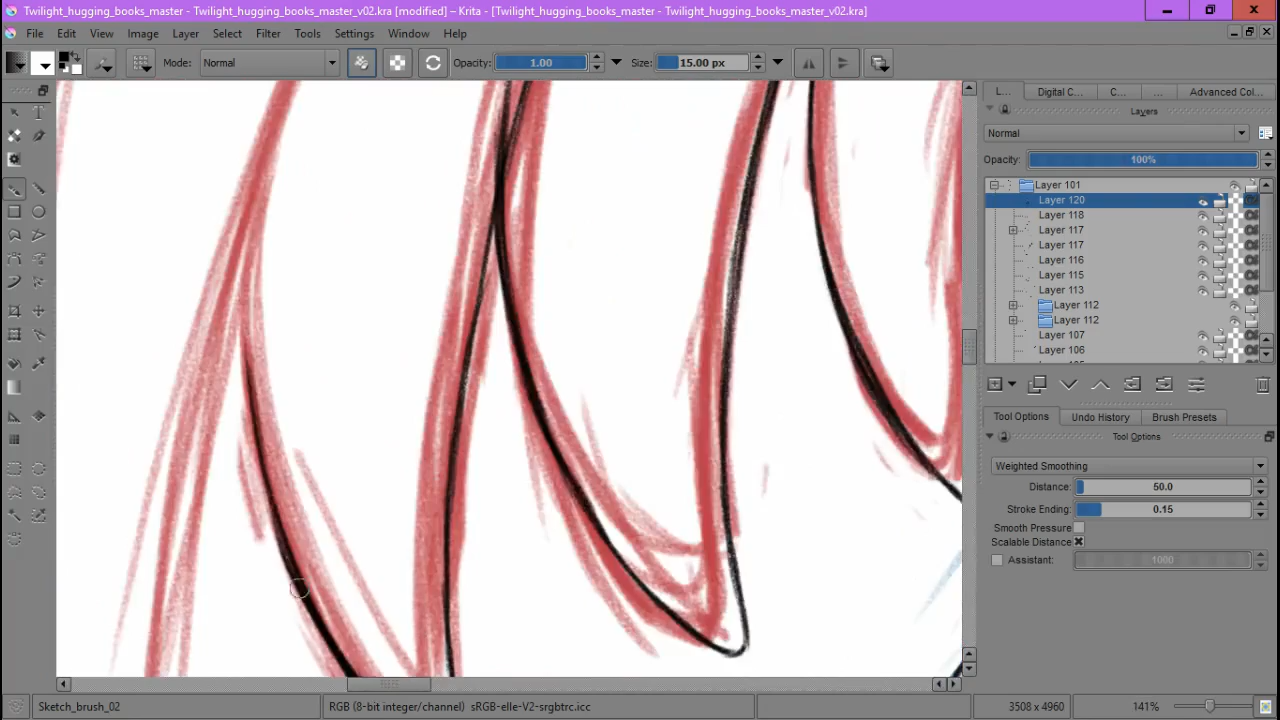 Twilight_hugging_books_master_v02.kra [modified] – Krita - [Twilight_hugging_books_master_v02.kra]
File Edit View Image Layer Select Filter Tools Settings Window Help
Mode: Normal Opacity: 1.00 Size: 15.00 px
L... Digital C... C... ... Advanced Col...
Layers
Normal
Opacity: 100%
Layer 101
Layer 120
Layer 118
Layer 117
Layer 117
Layer 116
Layer 115
Layer 113
Layer 112
Layer 112
Layer 107
Layer 106
Tool Options Undo History Brush Presets
Tool Options
Weighted Smoothing
Distance: 50.0
Stroke Ending: 0.15
Smooth Pressure
Scalable Distance
Assistant: 1000
Sketch_brush_02 RGB (8-bit integer/channel) sRGB-elle-V2-srgbtrc.icc 3508 x 4960 141%